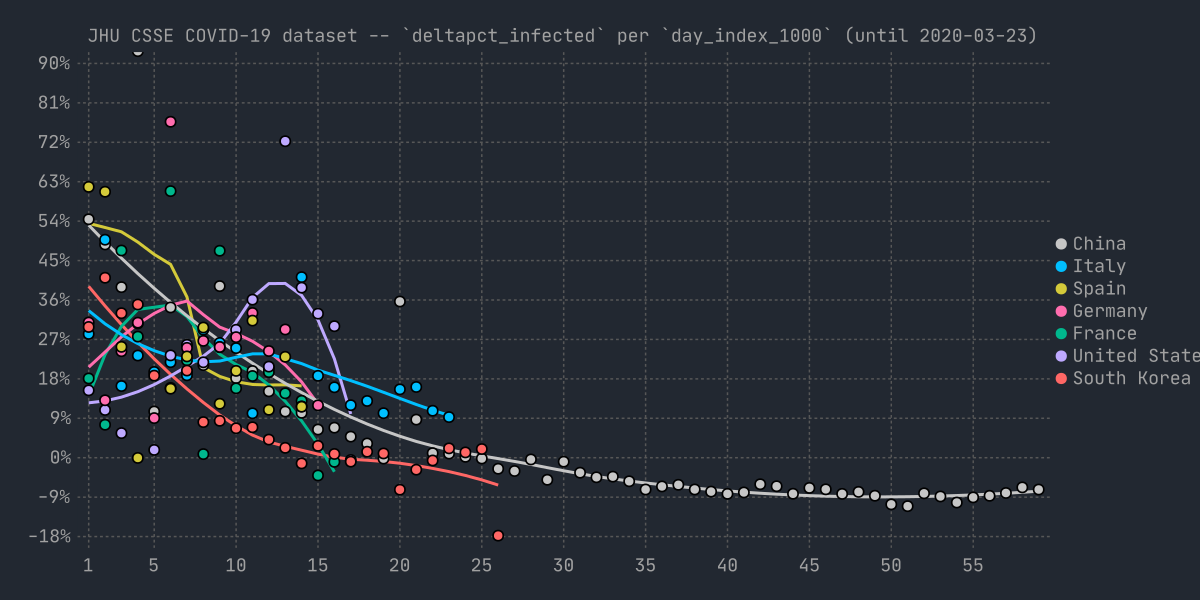 JHU CSSE COVID-19 dataset -- `deltapct_infected` per `day_index_1000` (until 2020-03-23)
90%
81%
72%
63%
54%
45%
36%
27%
18%
9%
0%
-9%
-18%
1 5 10 15 20 25 30 35 40 45 50 55
China
Italy
Spain
Germany
France
United State
South Korea